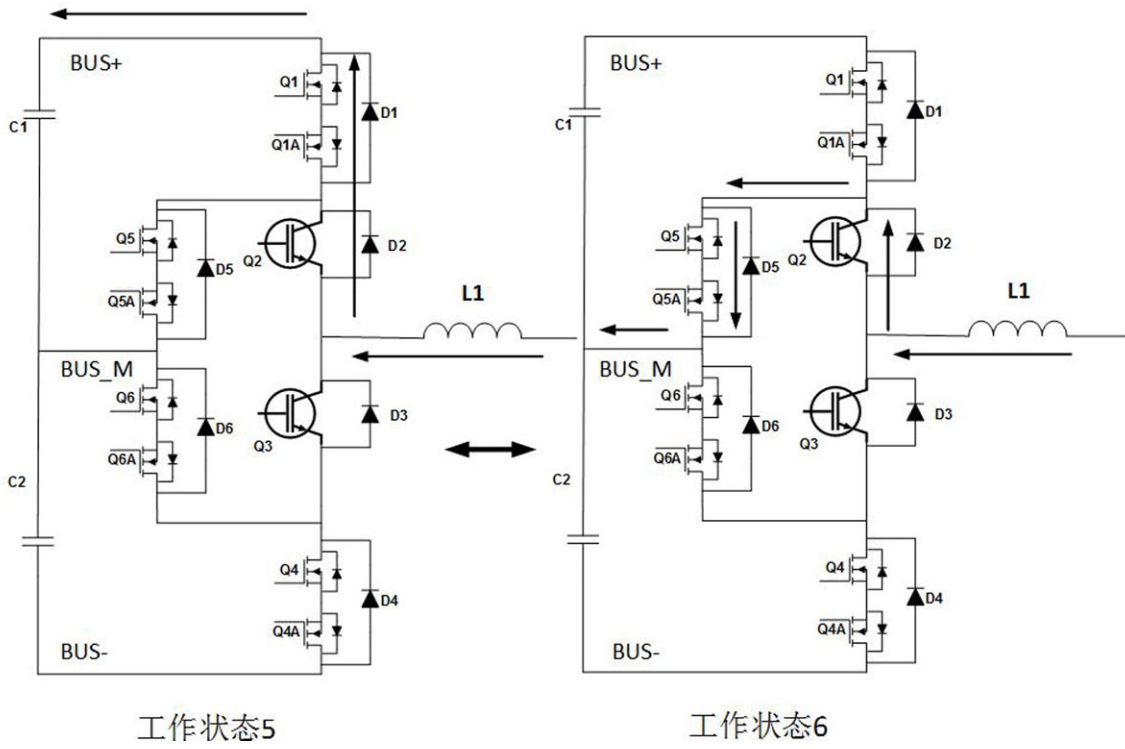 BUS+
Q1
D1
C1
Q1A
Q5
Q2
D2
D5
Q5A
L1
BUS_M
Q6
D3
D6
Q3
Q6A
C2
Q4
D4
Q4A
BUS-
工作状态5
BUS+
Q1
D1
C1
Q1A
Q5
Q2
D2
D5
Q5A
L1
BUS_M
Q6
D3
D6
Q3
Q6A
C2
Q4
D4
Q4A
BUS-
工作状态6